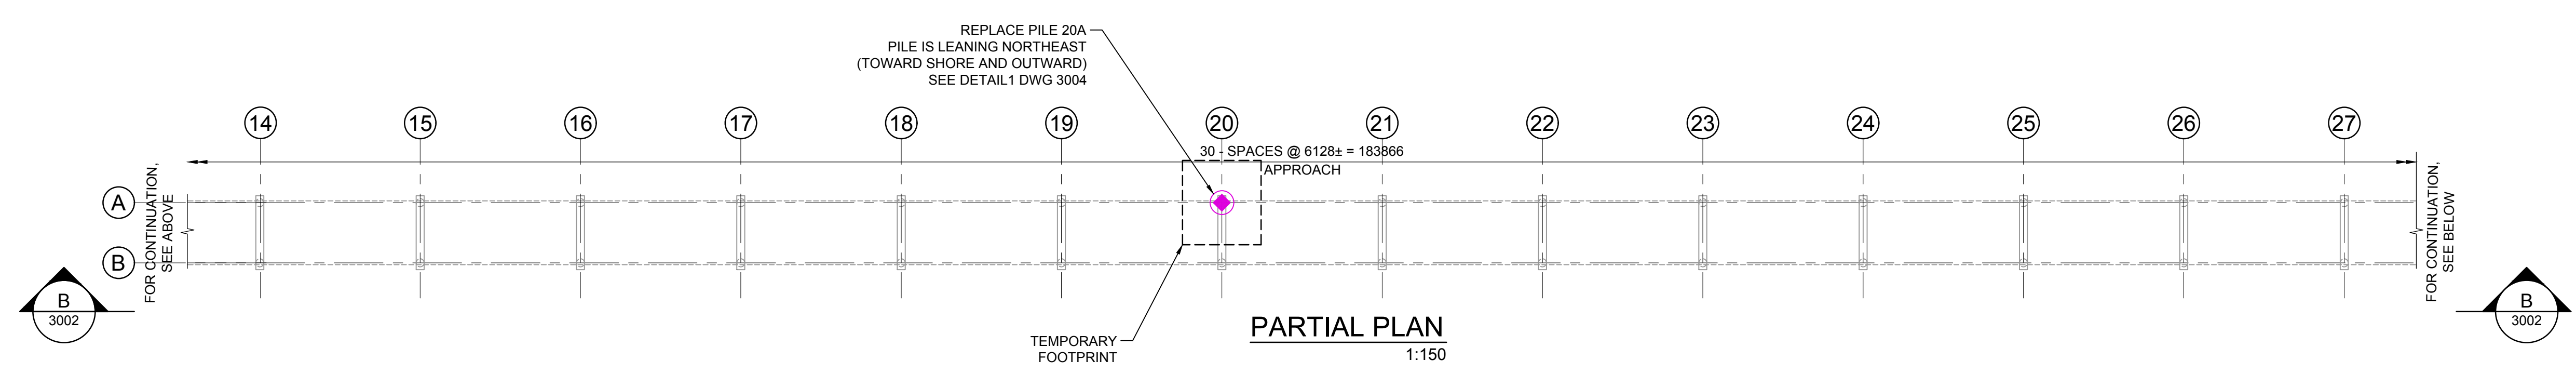 REPLACE PILE 20A
PILE IS LEANING NORTHEAST
(TOWARD SHORE AND OUTWARD)
SEE DETAIL1 DWG 3004
14
15
16
17
18
19
20
21
22
23
24
25
26
27
30 - SPACES @ 6128± = 183866
APPROACH
A
B
FOR CONTINUATION,
SEE ABOVE
FOR CONTINUATION,
SEE BELOW
B
3002
B
3002
TEMPORARY
FOOTPRINT
PARTIAL PLAN
1:150